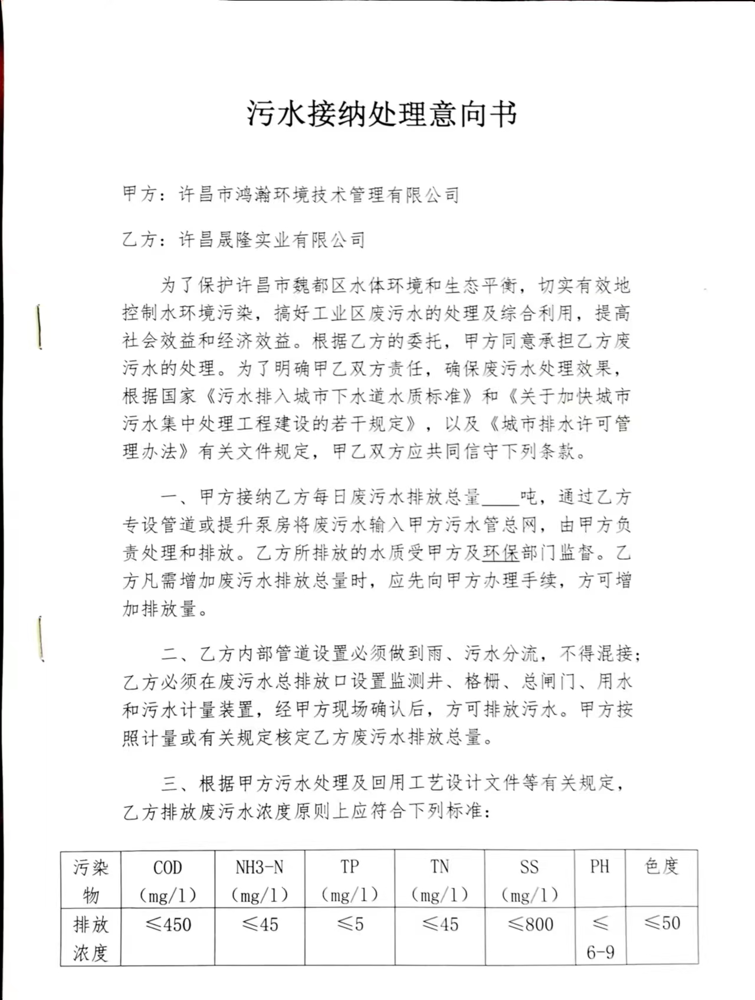 污水接纳处理意向书
甲方：许昌市鸿瀚环境技术管理有限公司
乙方：许昌晟隆实业有限公司
为了保护许昌市魏都区水体环境和生态平衡，切实有效地
控制水环境污染，搞好工业区废污水的处理及综合利用，提高
社会效益和经济效益。根据乙方的委托，甲方同意承担乙方废
污水的处理。为了明确甲乙双方责任，确保废污水处理效果，
根据国家《污水排入城市下水道水质标准》和《关于加快城市
污水集中处理工程建设的若干规定》，以及《城市排水许可管
理办法》有关文件规定，甲乙双方应共同信守下列条款。
一、甲方接纳乙方每日废污水排放总量____吨，通过乙方
专设管道或提升泵房将废污水输入甲方污水管总网，由甲方负
责处理和排放。乙方所排放的水质受甲方及环保部门监督。乙
方凡需增加废污水排放总量时，应先向甲方办理手续，方可增
加排放量。
二、乙方内部管道设置必须做到雨、污水分流，不得混接；
乙方必须在废污水总排放口设置监测井、格栅、总闸门、用水
和污水计量装置，经甲方现场确认后，方可排放污水。甲方按
照计量或有关规定核定乙方废污水排放总量。
三、根据甲方污水处理及回用工艺设计文件等有关规定，
乙方排放废污水浓度原则上应符合下列标准：
污染 COD NH3-N TP TN SS PH 色度
物 (mg/l) (mg/l) (mg/l) (mg/l) (mg/l)
排放 ≤450 ≤45 ≤5 ≤45 ≤800 ≤ ≤50
浓度 6-9